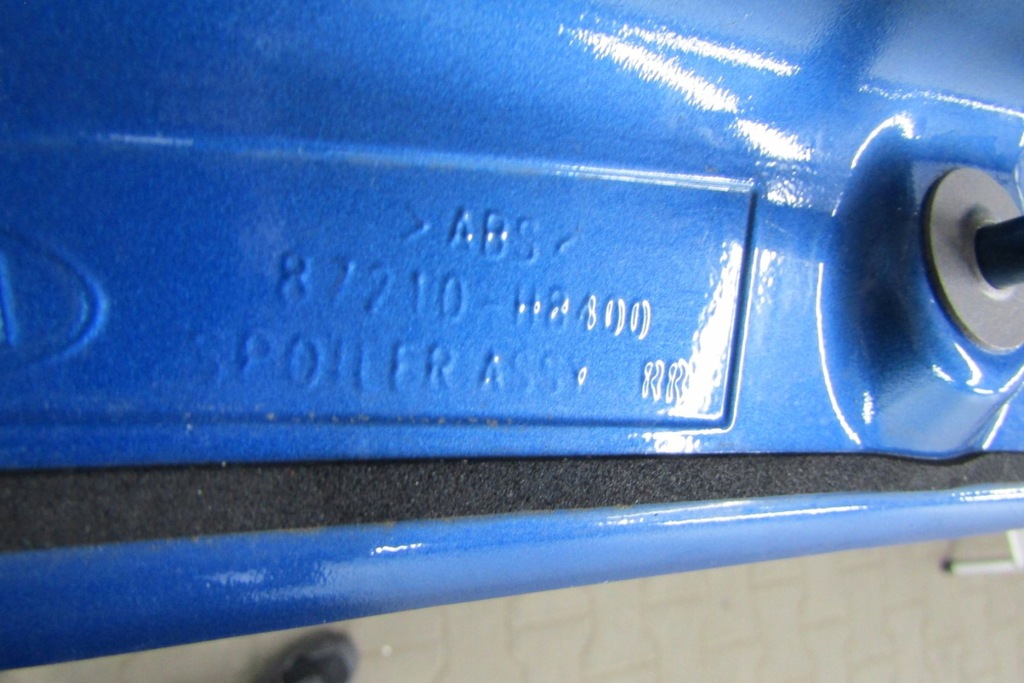 >ABS<
87210-H8400
SPOILER ASSY RR